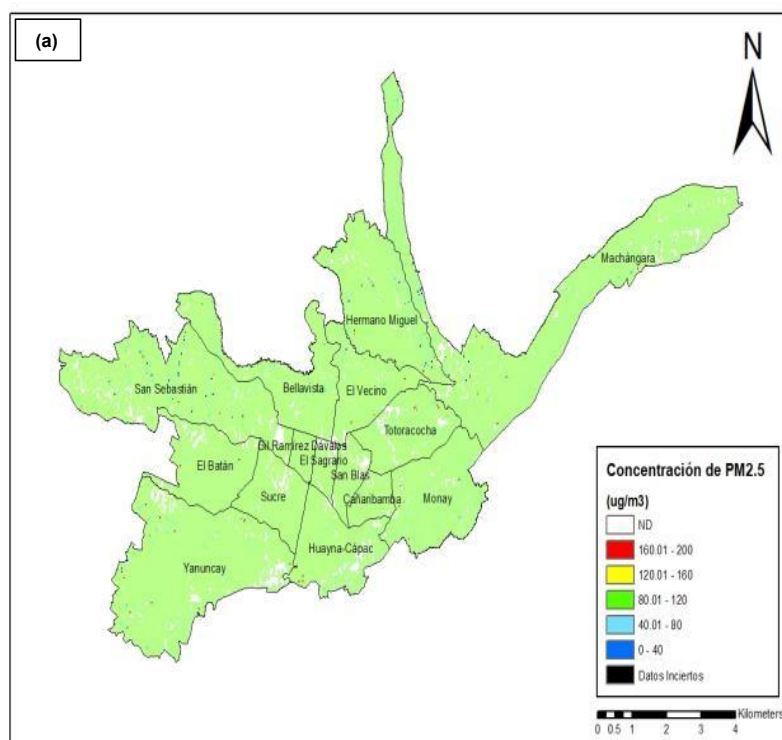 (a)
N
Machángara
Hermano Miguel
San Sebastián
Bellavista
El Vecino
Totoracocha
Gil Ramírez Dávalos
El Sagrario
El Batán
San Blas
Sucre
Cañaribamba
Monay
Huayna-Cápac
Yanuncay
Concentración de PM2.5
(ug/m3)
ND
160.01 - 200
120.01 - 160
80.01 - 120
40.01 - 80
0 - 40
Datos Inciertos
Kilometers
0 0.5 1 2 3 4